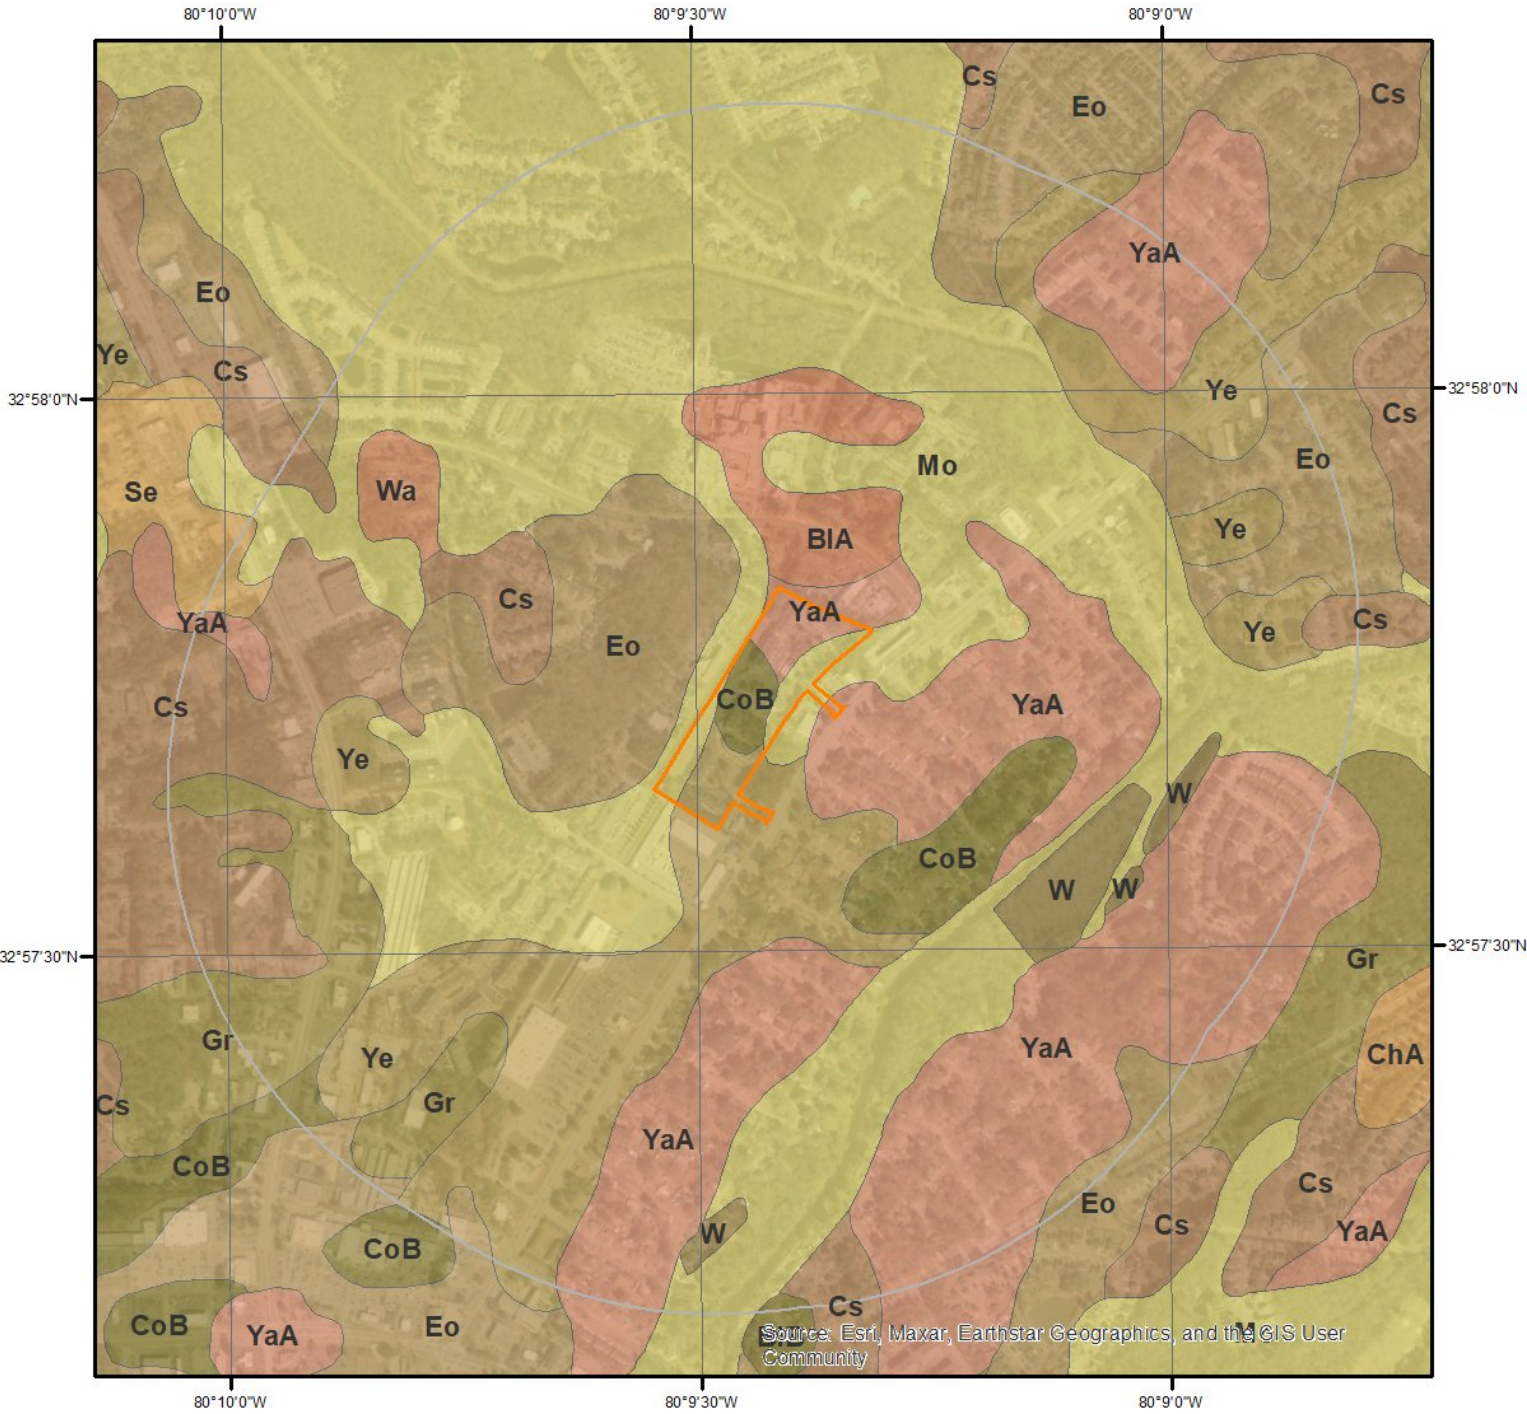 80°10'0"W 80°9'30"W 80°9'0"W
Cs
Cs
Eo
YaA
Eo
Ye
Cs
32°58'0"N 32°58'0"N
Ye
Cs
Mo
Eo
Se
Wa
Ye
BlA
Cs
YaA
YaA
Cs
Ye
Eo
CoB
YaA
Cs
Ye
W
CoB
W
W
32°57'30"N 32°57'30"N
Gr
Gr
YaA
ChA
Ye
Gr
Cs
YaA
CoB
Cs
Eo
Cs
YaA
W
CoB
Cs
CoB
YaA
Eo
Source: Esri, Maxar, Earthstar Geographics, and the GIS User
Community
80°10'0"W 80°9'30"W 80°9'0"W